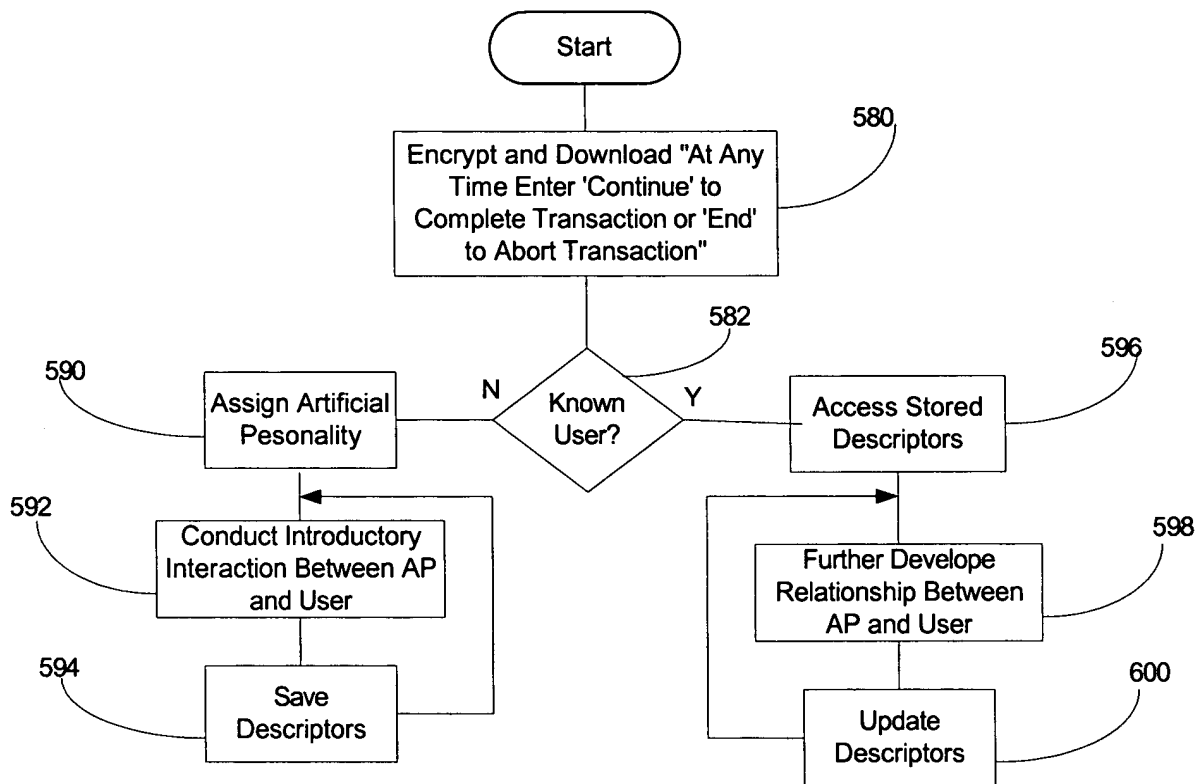 Start
580
Encrypt and Download "At Any
Time Enter 'Continue' to
Complete Transaction or 'End'
to Abort Transaction"
582
590
596
N
Y
Assign Artificial
Pesonality
Known
User?
Access Stored
Descriptors
592
598
Conduct Introductory
Interaction Between AP
and User
Further Develope
Relationship Between
AP and User
594
600
Save
Descriptors
Update
Descriptors